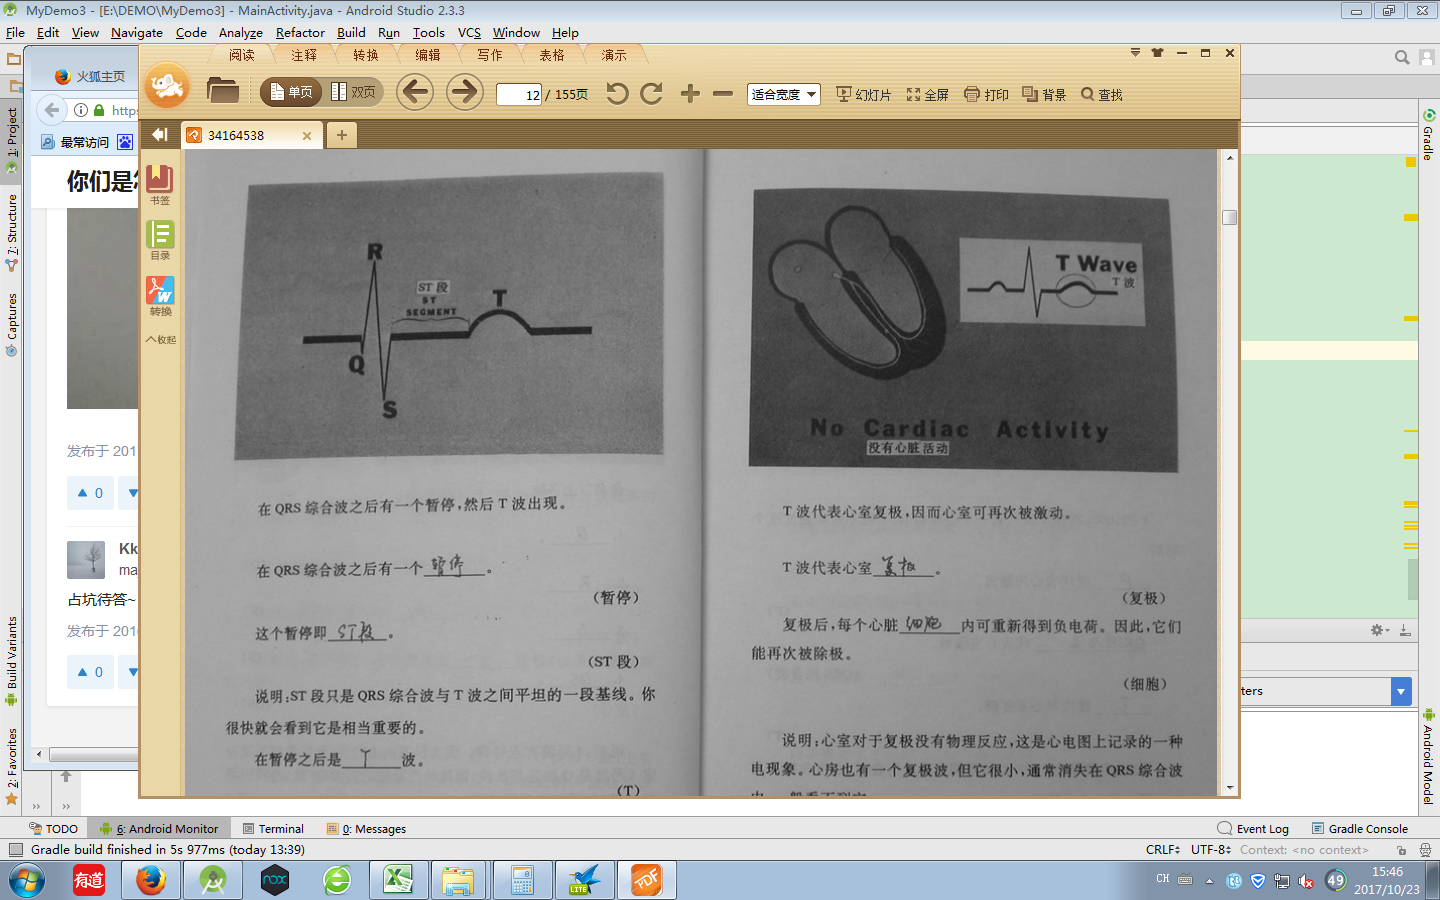 MyDemo3 - [E:\DEMO\MyDemo3] - MainActivity.java - Android Studio 2.3.3
File Edit View Navigate Code Analyze Refactor Build Run Tools VCS Window Help
阅读 注释 转换 编辑 写作 表格 演示
火狐主页
单页 双页 12 / 155页 适合宽度 幻灯片 全屏 打印 背景 查找
https
最常访问
34164538
你们是
书签
目录
转换
收起
1: Project
7: Structure
Captures
Build Variants
2: Favorites
Gradle
Android Model
发布于 201
0
Kk
ma
占坑待答~
发布于 2016
0
ters
R
ST 段
ST
SEGMENT
T
Q
S
在 QRS 综合波之后有一个暂停,然后 T 波出现。
在 QRS 综合波之后有一个暂停。
(暂停)
这个暂停即ST段。
(ST 段)
说明:ST 段只是 QRS 综合波与 T 波之间平坦的一段基线。你
很快就会看到它是相当重要的。
在暂停之后是T波。
(T)
T Wave
T 波
No Cardiac Activity
没有心脏活动
T 波代表心室复极,因而心室可再次被激动。
T 波代表心室复极。
(复极)
复极后,每个心脏细胞内可重新得到负电荷。因此,它们
能再次被除极。
(细胞)
说明:心室对于复极没有物理反应,这是心电图上记录的一种
电现象。心房也有一个复极波,但它很小,通常消失在 QRS 综合波
TODO 6: Android Monitor Terminal 0: Messages Event Log Gradle Console
Gradle build finished in 5s 977ms (today 13:39) CRLF UTF-8 Context: <no context>
有道 nox X LITE PDF CH 49
15:46
2017/10/23